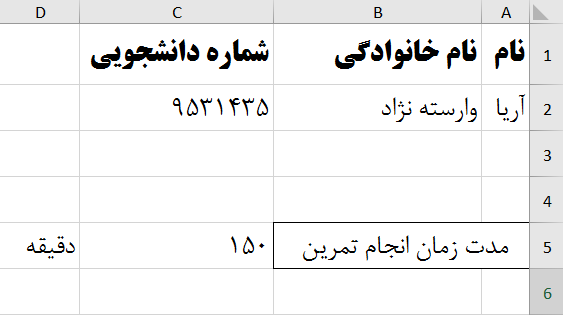 A B C D
1 نام نام خانوادگی شماره دانشجویی
2 آریا وارسته نژاد ۹۵۳۱۴۳۵
3
4
5 مدت زمان انجام تمرین ۱۵۰ دقیقه
6